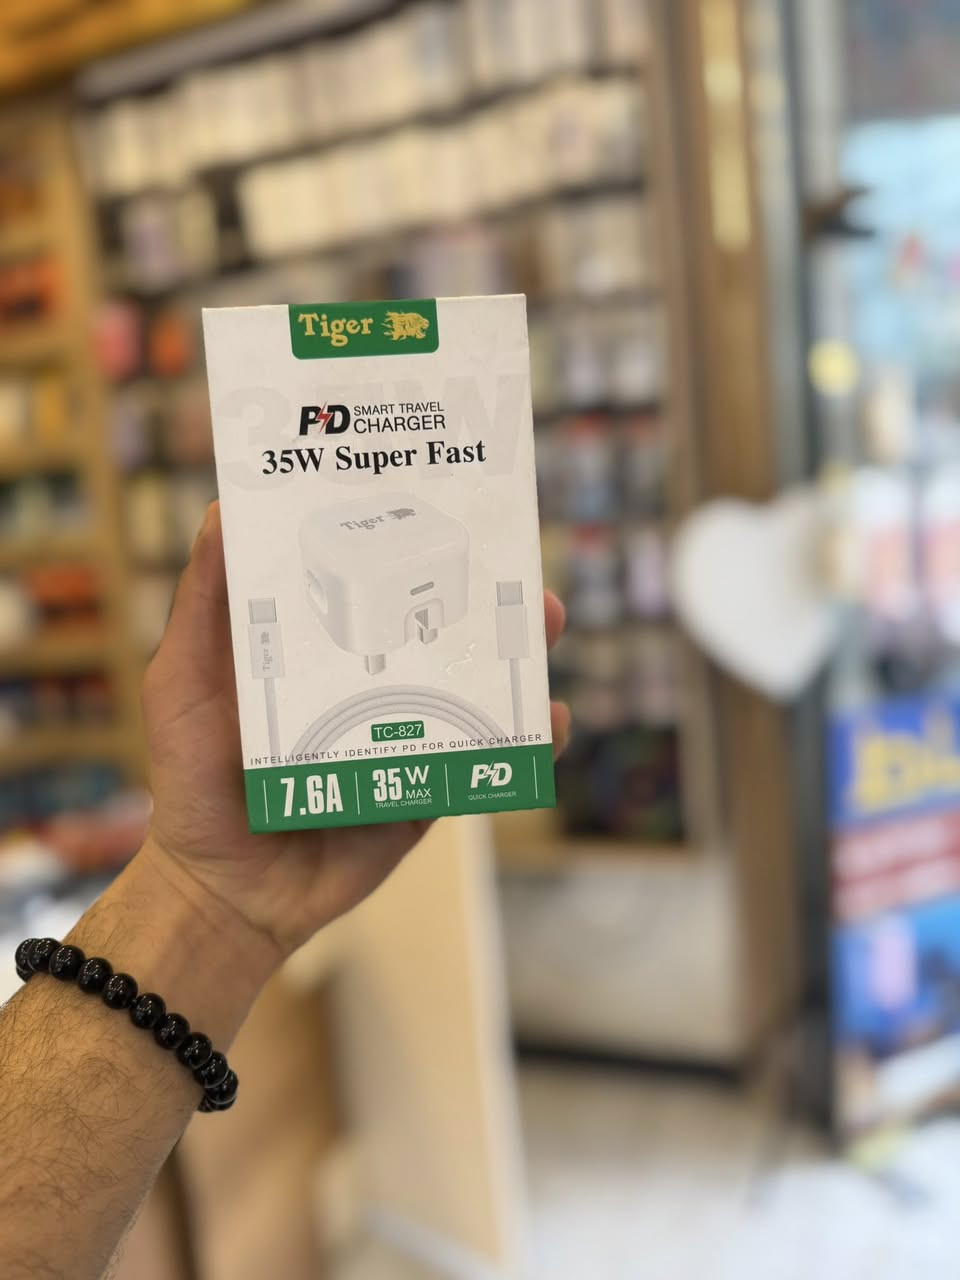 Tiger
35W
PD SMART TRAVEL
CHARGER
35W Super Fast
Tiger
Tiger
TC-827
INTELLIGENTLY IDENTIFY PD FOR QUICK CHARGER
7.6A
35W MAX
TRAVEL CHARGER
PD
QUICK CHARGER